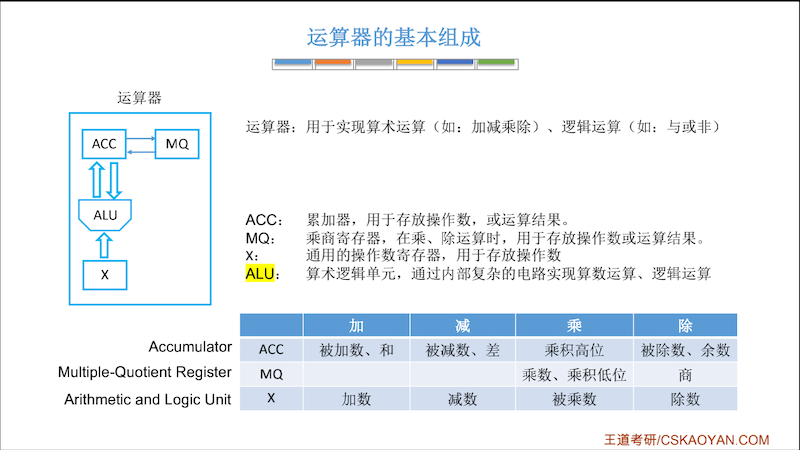 运算器的基本组成
运算器
ACC
MQ
ALU
X
运算器：用于实现算术运算（如：加减乘除）、逻辑运算（如：与或非）
ACC： 累加器，用于存放操作数，或运算结果。
MQ： 乘商寄存器，在乘、除运算时，用于存放操作数或运算结果。
X： 通用的操作数寄存器，用于存放操作数
ALU： 算术逻辑单元，通过内部复杂的电路实现算数运算、逻辑运算
加 减 乘 除
Accumulator ACC 被加数、和 被减数、差 乘积高位 被除数、余数
Multiple-Quotient Register MQ 乘数、乘积低位 商
Arithmetic and Logic Unit X 加数 减数 被乘数 除数
王道考研/CSKAOYAN.COM